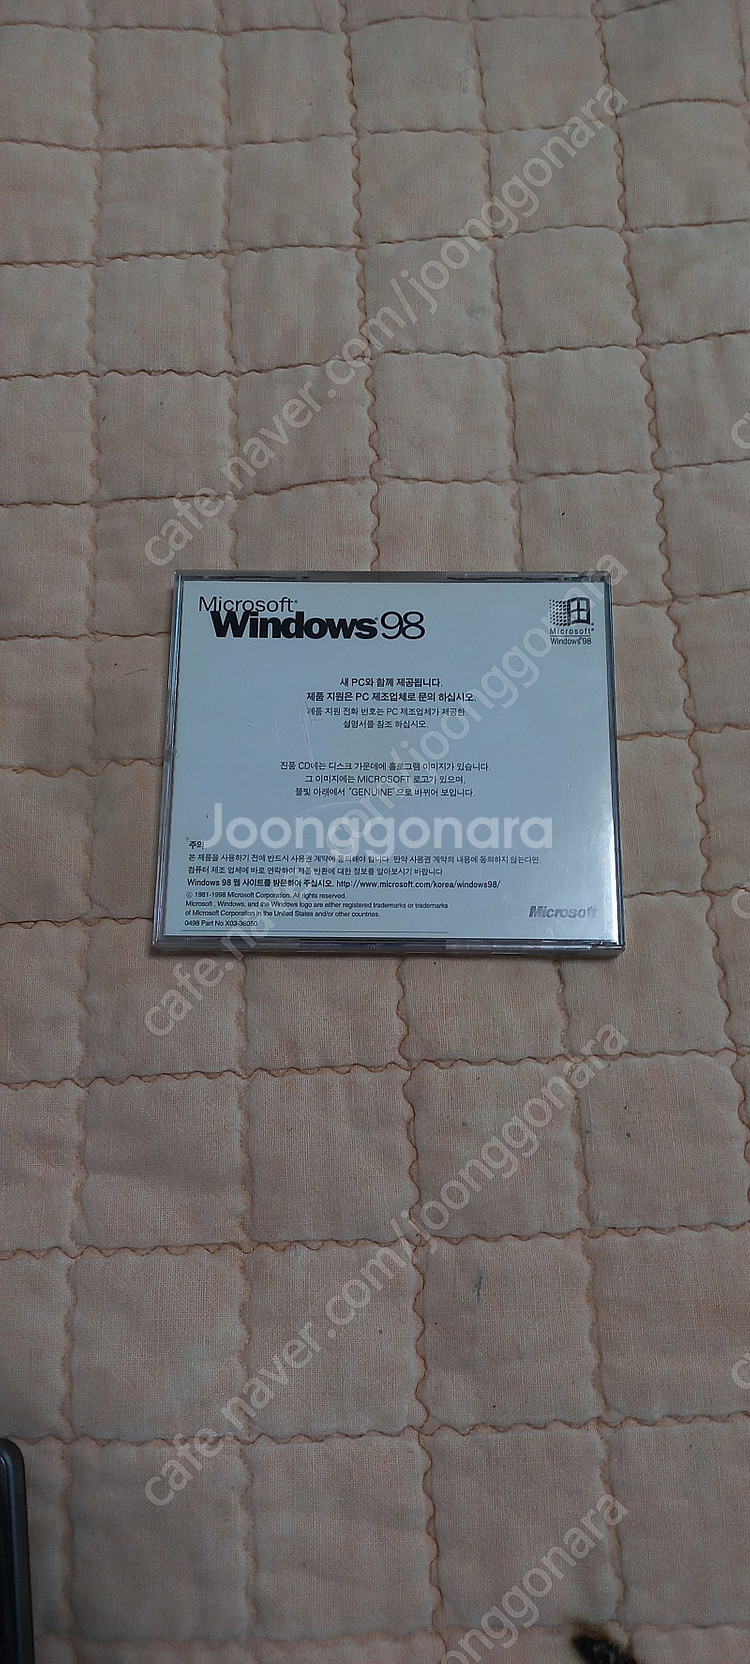 Microsoft®
Windows 98
Microsoft®
Windows®98
새 PC와 함께 제공됩니다.
제품 지원은 PC 제조업체로 문의 하십시오.
제품 지원 전화 번호는 PC 제조업체가 제공한
설명서를 참조 하십시오.
진품 CD에는 디스크 가운데에 홀로그램 이미지가 있습니다.
그 이미지에는 MICROSOFT 로고가 있으며,
불빛 아래에서 "GENUINE"으로 바뀌어 보입니다.
Joonggonara
주의
본 제품을 사용하기 전에 반드시 사용권 계약에 동의해야 합니다. 만약 사용권 계약의 내용에 동의하지 않는다면,
컴퓨터 제조 업체에 바로 연락하여 제품 반환에 대한 정보를 알아보시기 바랍니다.
Windows 98 웹 사이트를 방문하여 주십시오. http://www.microsoft.com/korea/windows98/
© 1981-1998 Microsoft Corporation. All rights reserved.
Microsoft, Windows, and the Windows logo are either registered trademarks or trademarks
of Microsoft Corporation in the United States and/or other countries.
0498 Part No X03-36050
Microsoft
cafe.naver.com/joonggonara
cafe.naver.com/joonggonara
cafe.naver.com/joonggonara
joonggonara